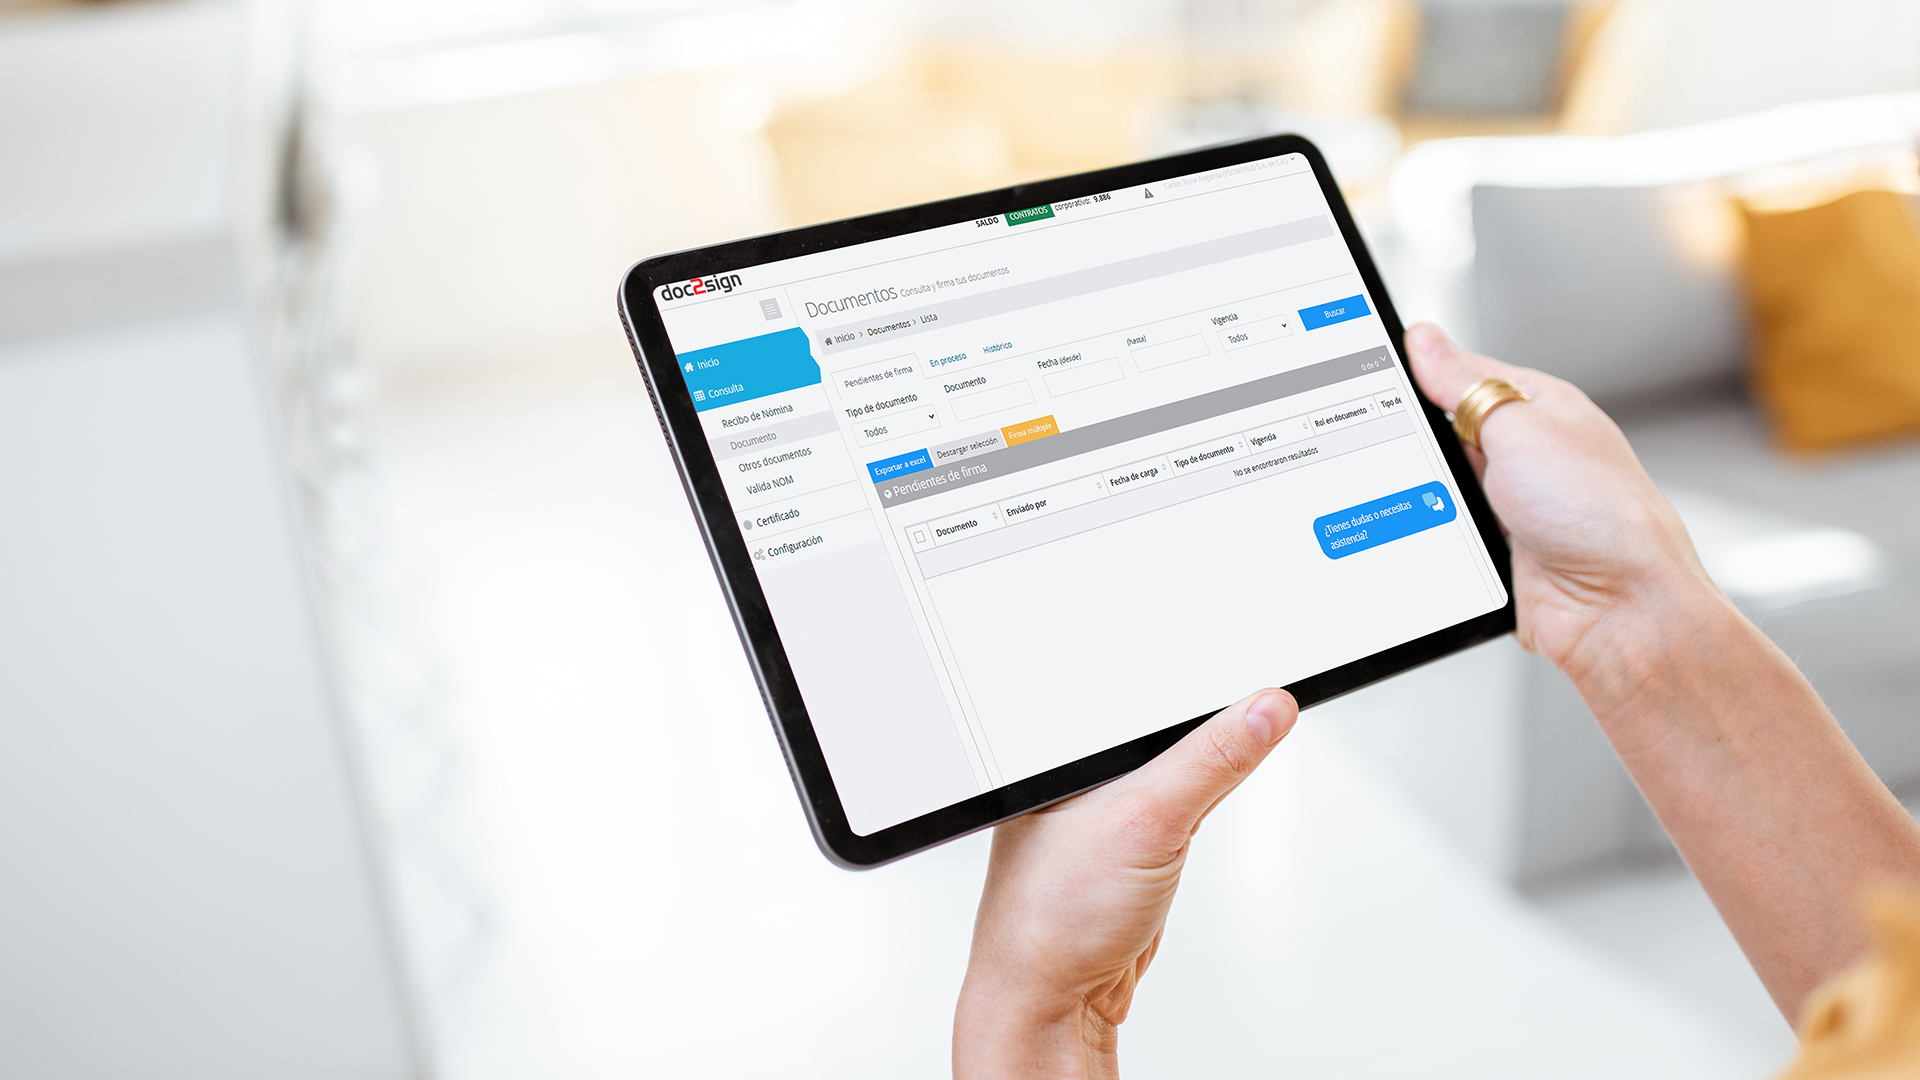 doc2sign
SALDO CONTRATOS corporativo: 9,886
Documentos Consulta y firma tus documentos
Inicio > Documentos > Lista
Inicio
Consulta
Recibo de Nómina
Documento
Otros documentos
Valida NOM
Certificado
Configuración
Pendientes de firma En proceso Histórico
Tipo de documento Documento Fecha (desde) (hasta) Vigencia
Todos Todos Buscar
Exportar a excel Descargar selección Firma múltiple
Pendientes de firma 0 de 0
Documento Enviado por Fecha de carga Tipo de documento Vigencia Rol en documento Tipo de
No se encontraron resultados
¿Tienes dudas o necesitas
asistencia?